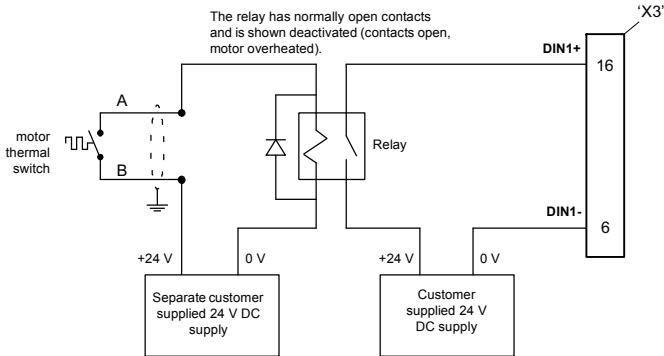 The relay has normally open contacts
and is shown deactivated (contacts open,
motor overheated).
'X3'
DIN1+
16
A
motor
thermal
switch
B
Relay
DIN1-
6
+24 V
0 V
+24 V
0 V
Separate customer
supplied 24 V DC
supply
Customer
supplied 24 V
DC supply